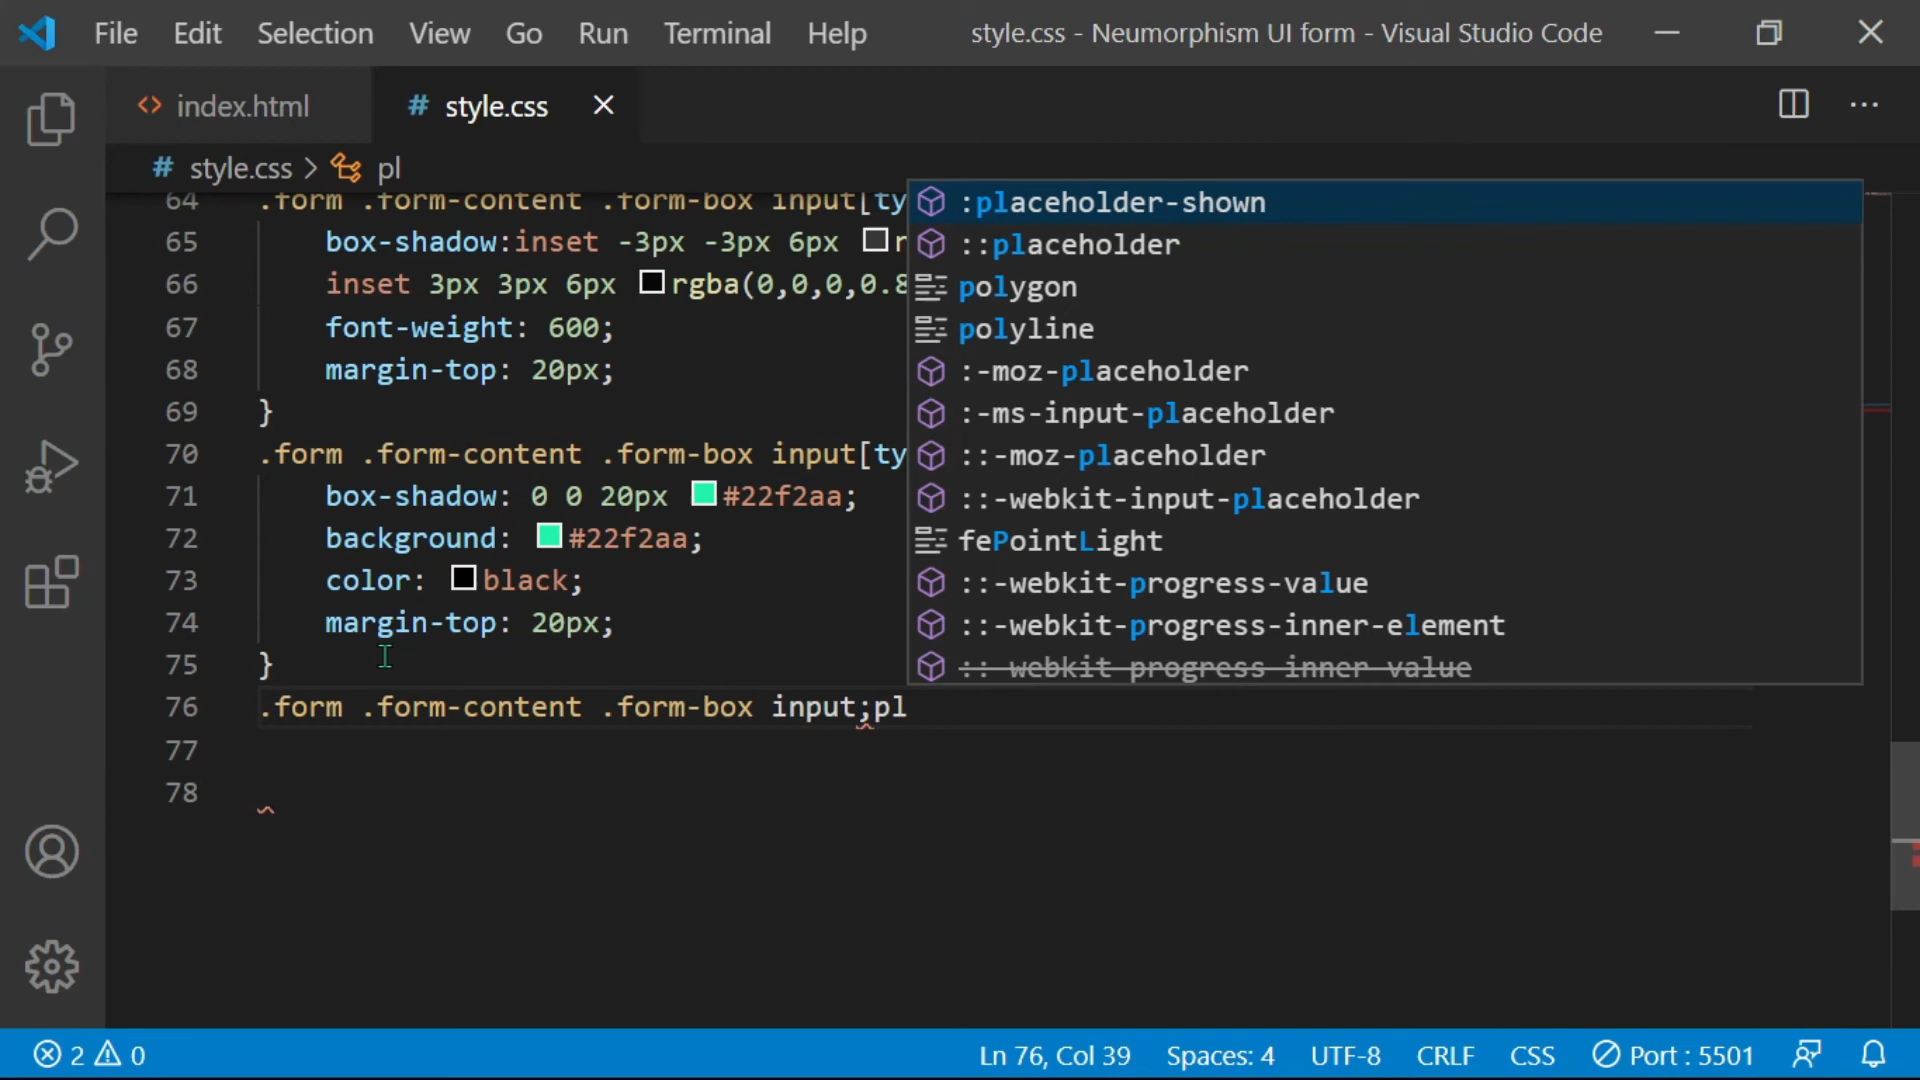 File Edit View Go Run Terminal Help style.css - Neumorphism UI form - Visual Studio Code
<> index.html # style.css
# style.css > pl
64 .form .form-content .form-box input[ty
65 box-shadow:inset -3px -3px 6px r
66 inset 3px 3px 6px rgba(0,0,0,0.8
67 font-weight: 600;
68 margin-top: 20px;
69 }
70 .form .form-content .form-box input[ty
71 box-shadow: 0 0 20px #22f2aa;
72 background: #22f2aa;
73 color: black;
74 margin-top: 20px;
75 }
76 .form .form-content .form-box input;pl
77
78
:placeholder-shown
::placeholder
polygon
polyline
:-moz-placeholder
:-ms-input-placeholder
::-moz-placeholder
::-webkit-input-placeholder
fePointLight
::-webkit-progress-value
::-webkit-progress-inner-element
::-webkit-progress-inner-value
2 0 Ln 76, Col 39 Spaces: 4 UTF-8 CRLF CSS Port : 5501